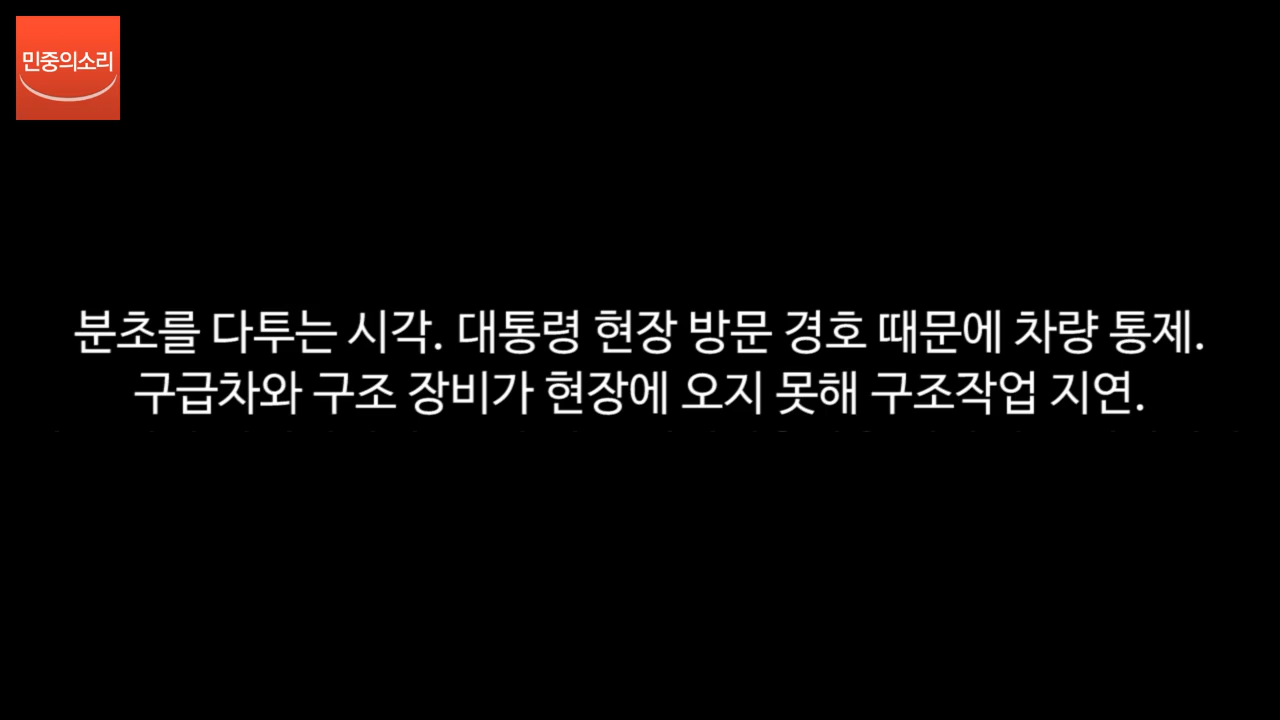 민중의소리
분초를 다투는 시각. 대통령 현장 방문 경호 때문에 차량 통제.
구급차와 구조 장비가 현장에 오지 못해 구조작업 지연.